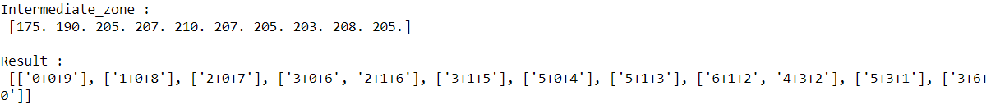 Intermediate_zone :
[175. 190. 205. 207. 210. 207. 205. 203. 208. 205.]
Result :
[['0+0+9'], ['1+0+8'], ['2+0+7'], ['3+0+6', '2+1+6'], ['3+1+5'], ['5+0+4'], ['5+1+3'], ['6+1+2', '4+3+2'], ['5+3+1'], ['3+6+
0']]